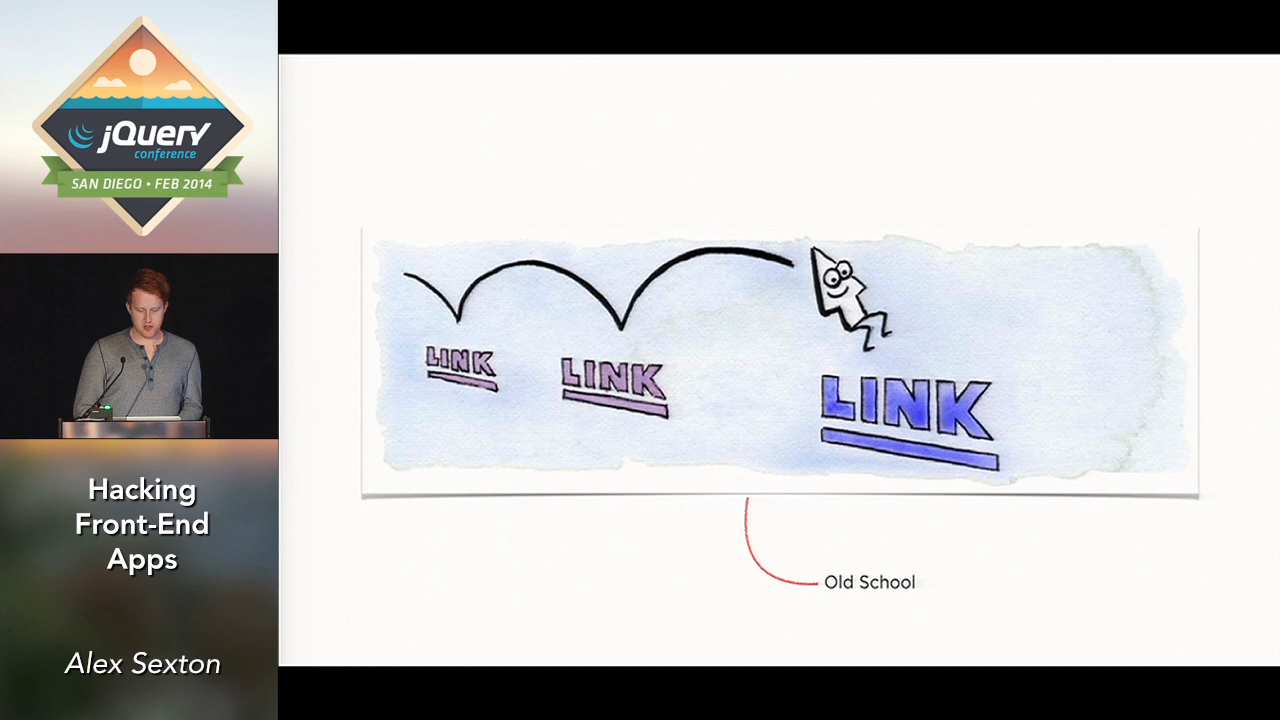 jQuery
conference
SAN DIEGO • FEB 2014
Hacking
Front-End
Apps
Alex Sexton
LINK
LINK
LINK
Old School